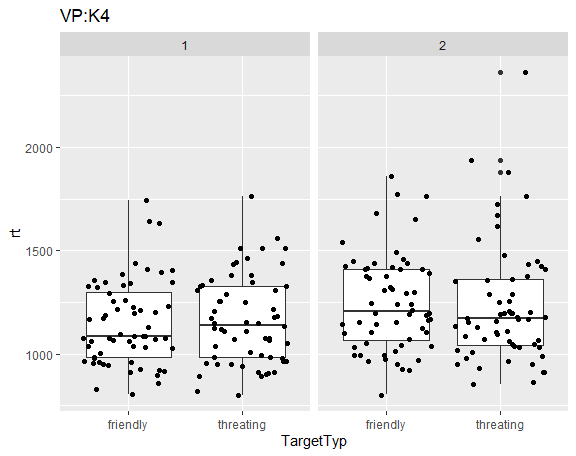 VP:K4
1
2
rt
2000
1500
1000
friendly
threating
friendly
threating
TargetTyp